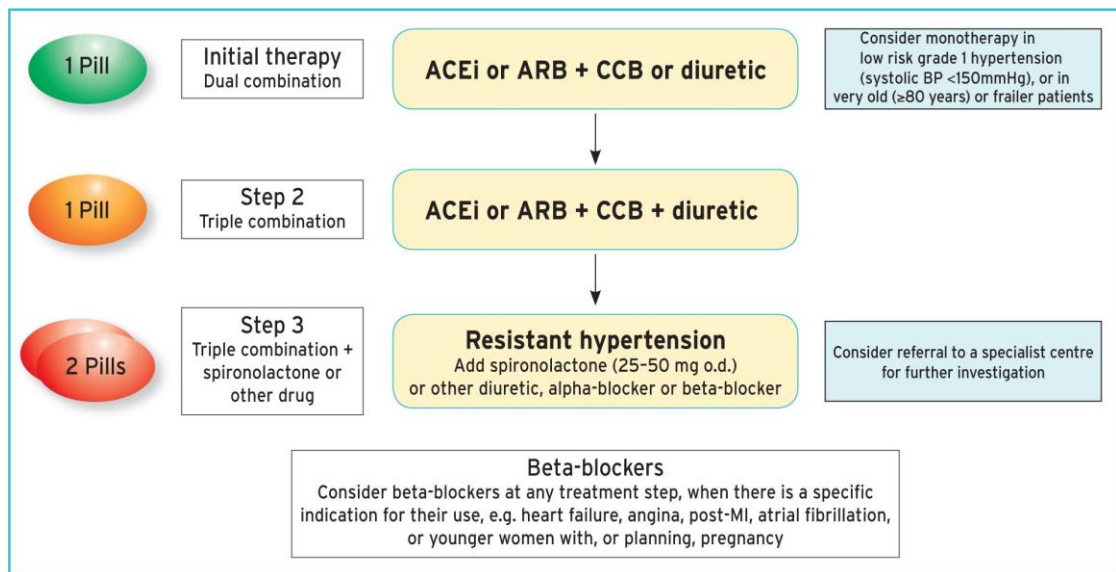 1 Pill
Initial therapy
Dual combination
ACEi or ARB + CCB or diuretic
Consider monotherapy in
low risk grade 1 hypertension
(systolic BP <150mmHg), or in
very old (≥80 years) or frailer patients
1 Pill
Step 2
Triple combination
ACEi or ARB + CCB + diuretic
2 Pills
Step 3
Triple combination +
spironolactone or
other drug
Resistant hypertension
Add spironolactone (25–50 mg o.d.)
or other diuretic, alpha-blocker or beta-blocker
Consider referral to a specialist centre
for further investigation
Beta-blockers
Consider beta-blockers at any treatment step, when there is a specific
indication for their use, e.g. heart failure, angina, post-MI, atrial fibrillation,
or younger women with, or planning, pregnancy